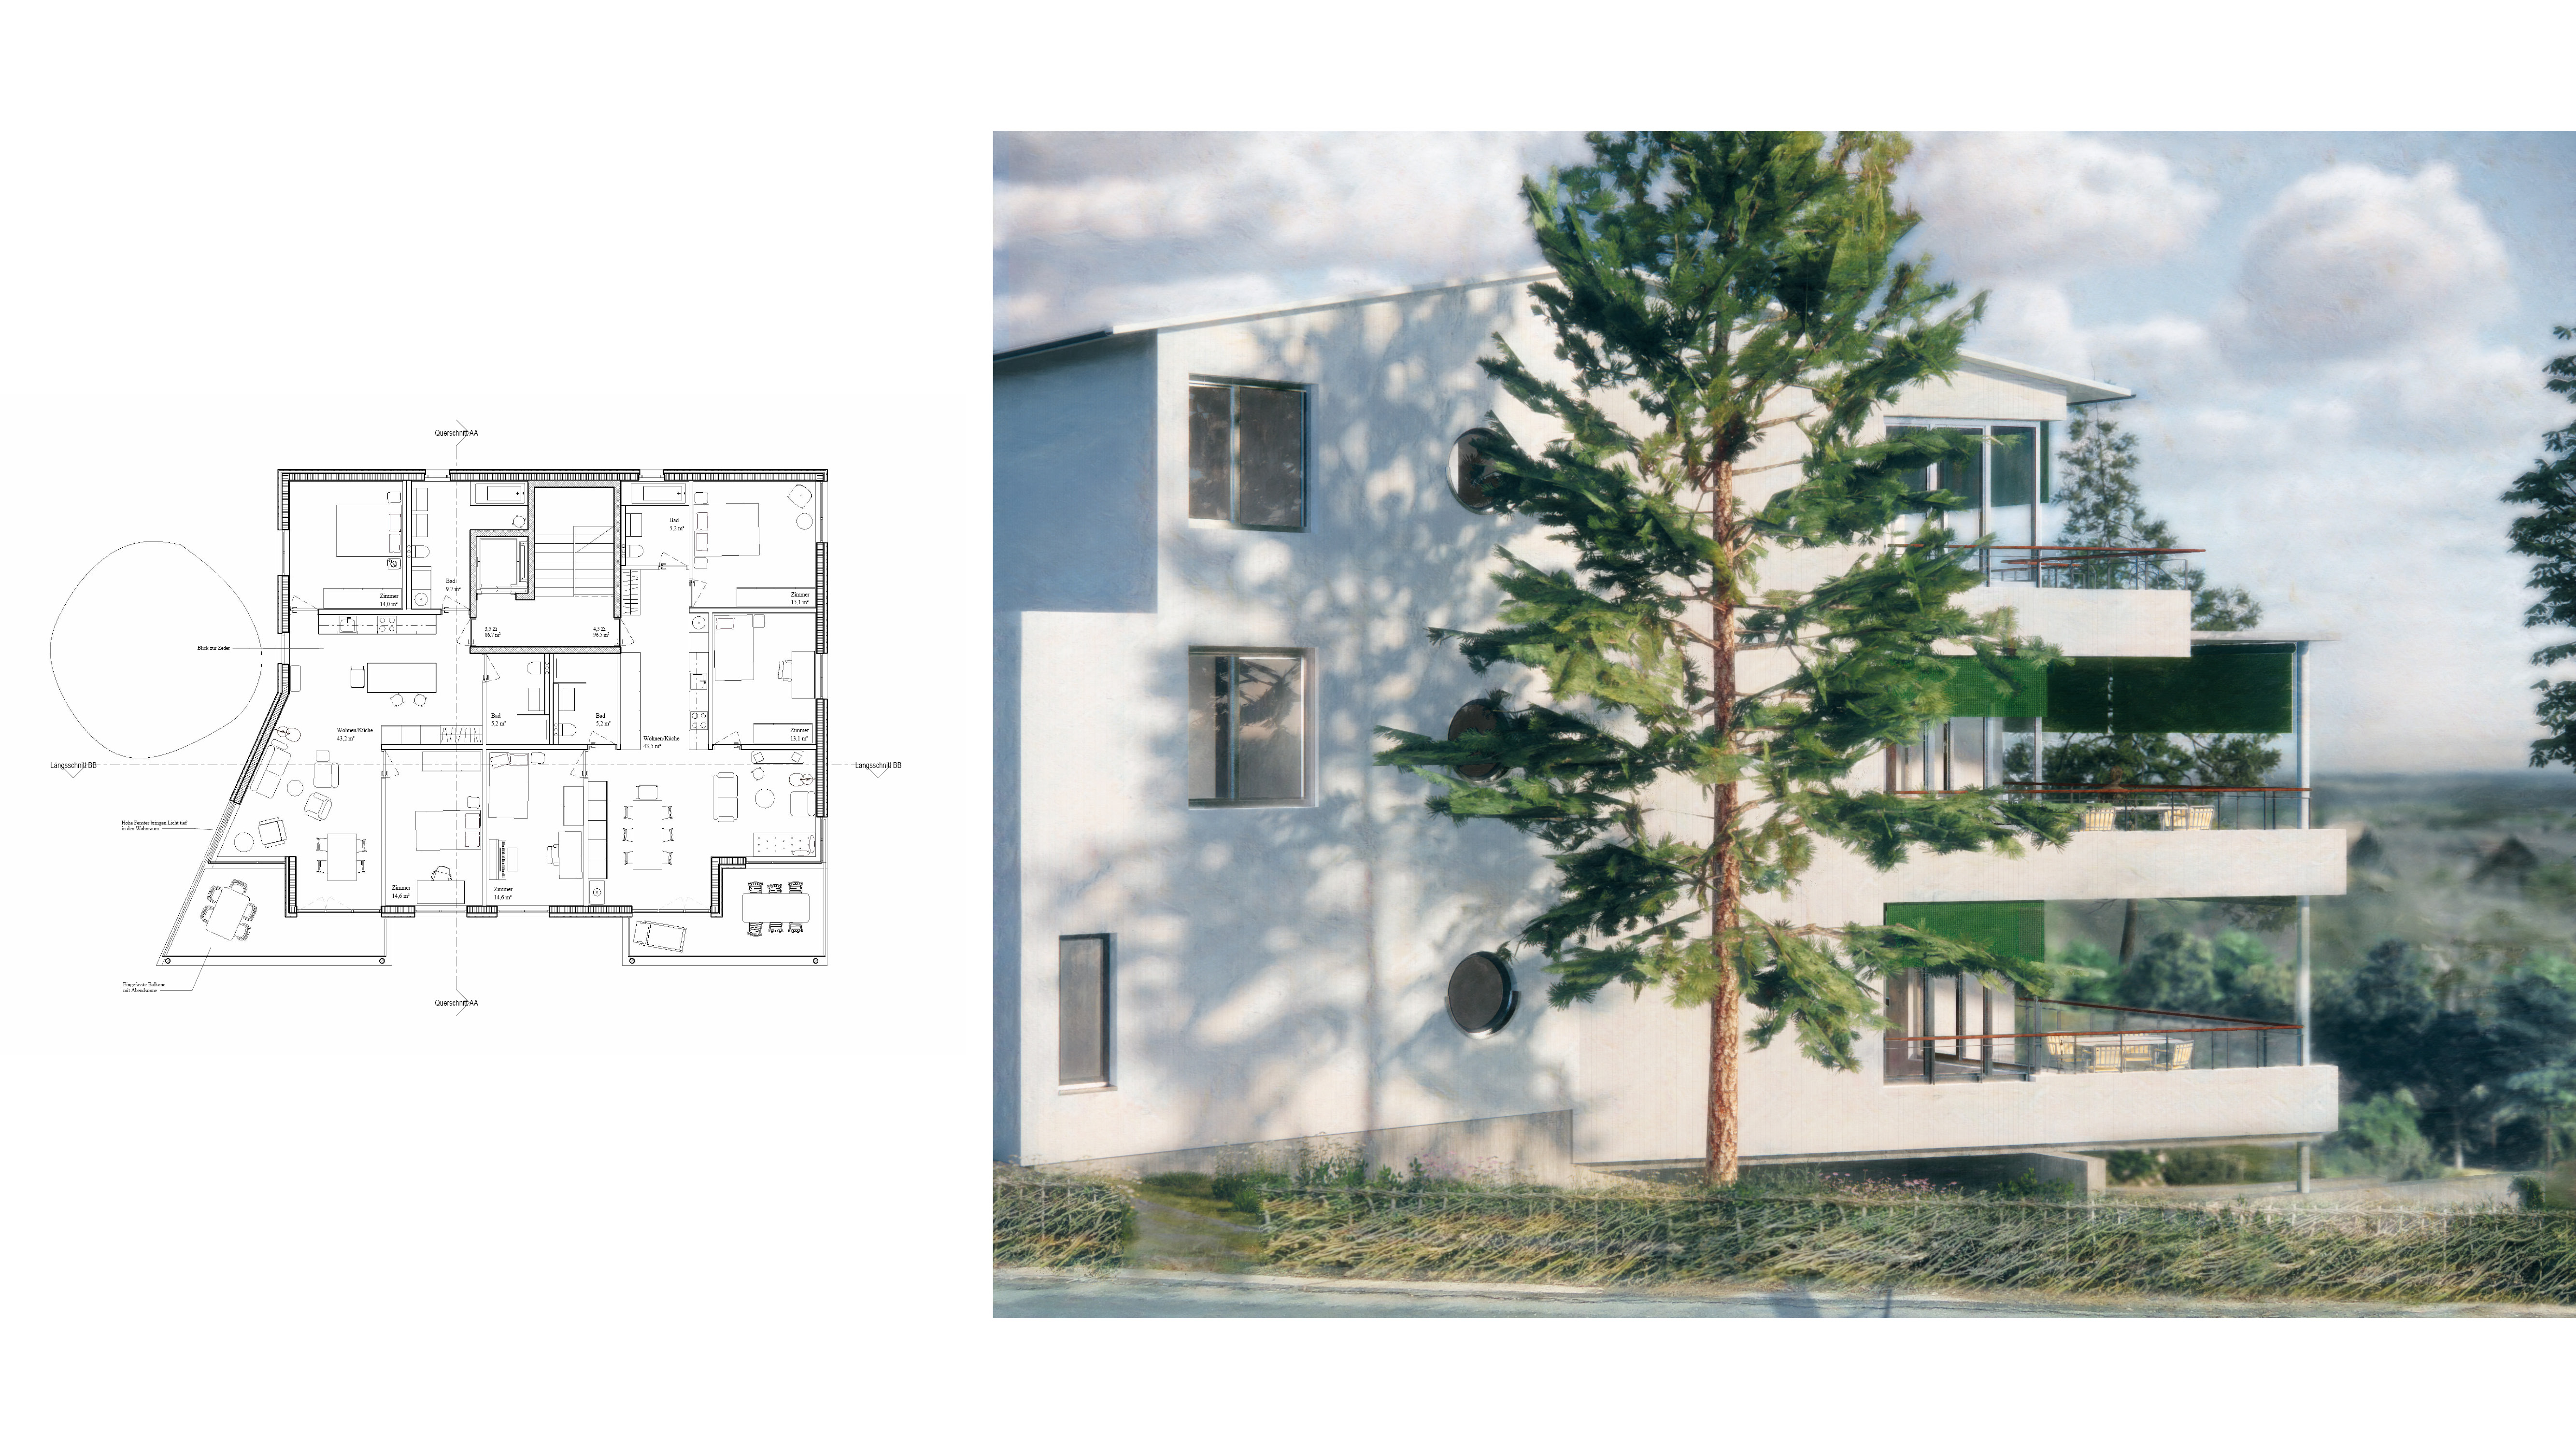 Querschnitt AA
Bad
5,2 m²
Bad
9,7 m²
Zimmer
14,0 m²
Zimmer
15,1 m²
3,5 Zi.
86.7 m²
4,5 Zi.
96.5 m²
Blick zur Zeder
Bad
5,2 m²
Bad
5,2 m²
Wohnen/Küche
43,2 m²
Wohnen/Küche
43,5 m²
Zimmer
13,1 m²
Längsschnitt BB
Längsschnitt BB
Hohe Fenster bringen Licht tief
in den Wohnraum
Zimmer
14,6 m²
Zimmer
14,6 m²
Eingefasste Balkone
mit Abendsonne
Querschnitt AA